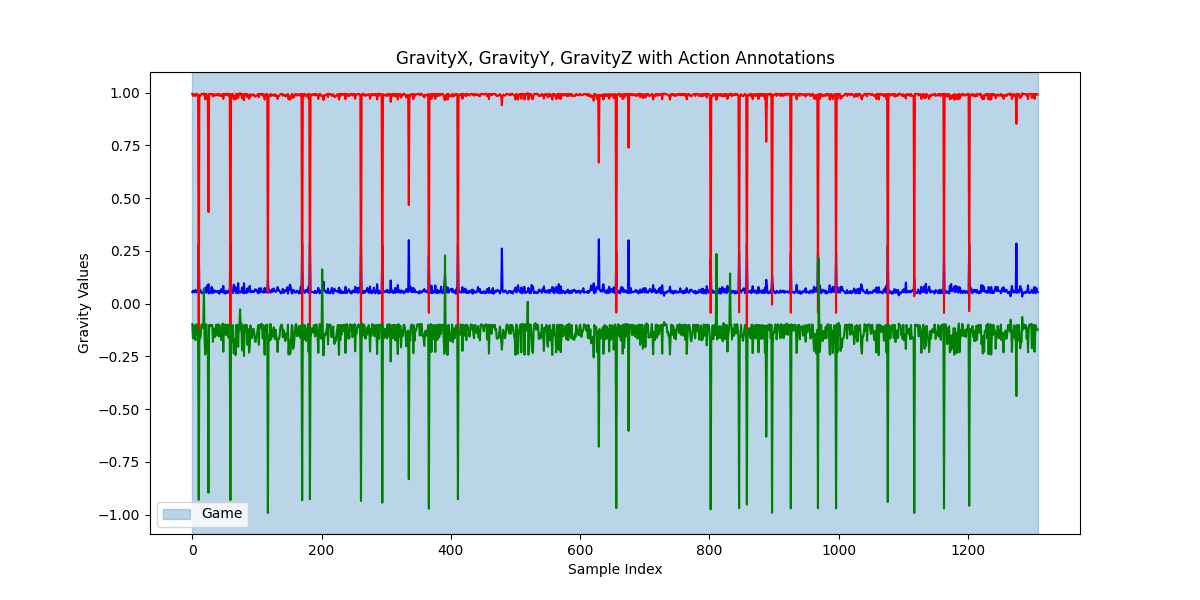 GravityX, GravityY, GravityZ with Action Annotations
Gravity Values
1.00
0.75
0.50
0.25
0.00
−0.25
−0.50
−0.75
−1.00
Game
0 200 400 600 800 1000 1200
Sample Index